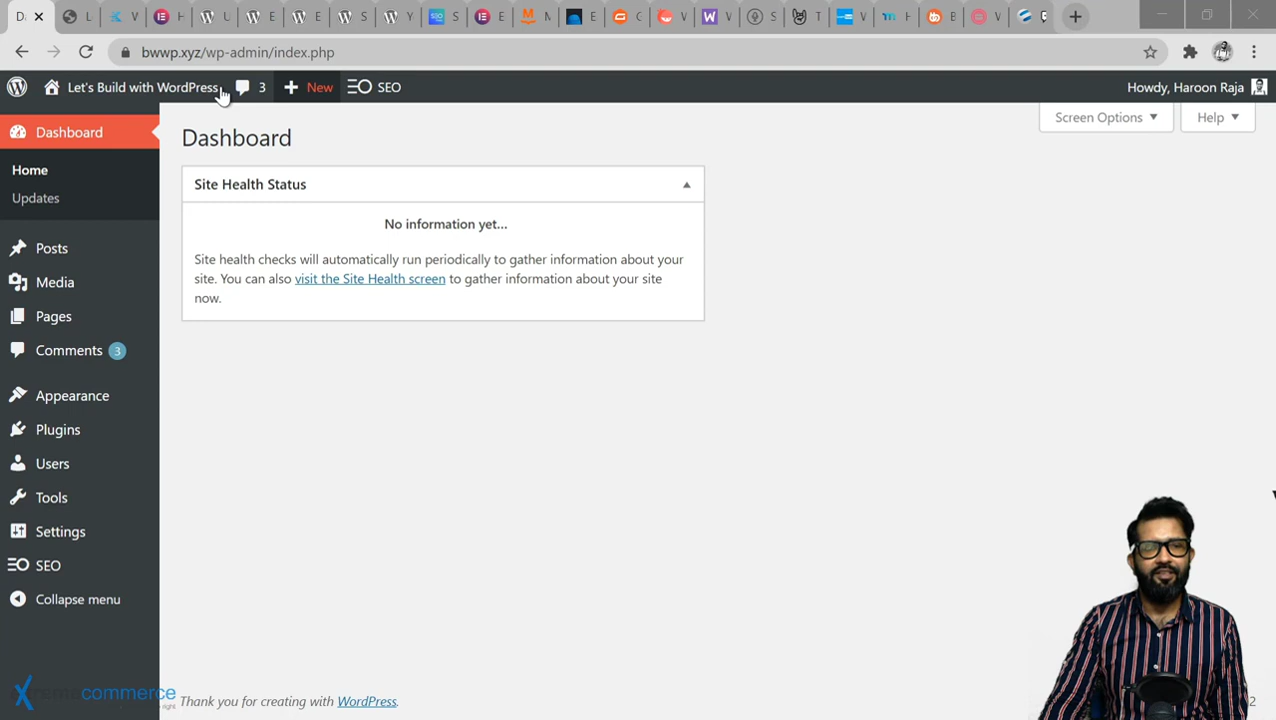 bwwp.xyz/wp-admin/index.php
Let's Build with WordPress 3 New SEO Howdy, Haroon Raja
Screen Options Help
Dashboard
Home
Updates
Posts
Media
Pages
Comments 3
Appearance
Plugins
Users
Tools
Settings
SEO
Collapse menu
Dashboard
Site Health Status
No information yet...
Site health checks will automatically run periodically to gather information about your
site. You can also visit the Site Health screen to gather information about your site
now.
commerce
Thank you for creating with WordPress.